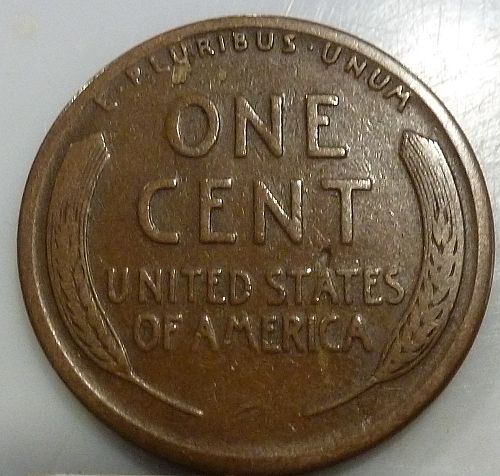 E · PLURIBUS · UNUM
ONE
CENT
UNITED STATES
OF AMERICA